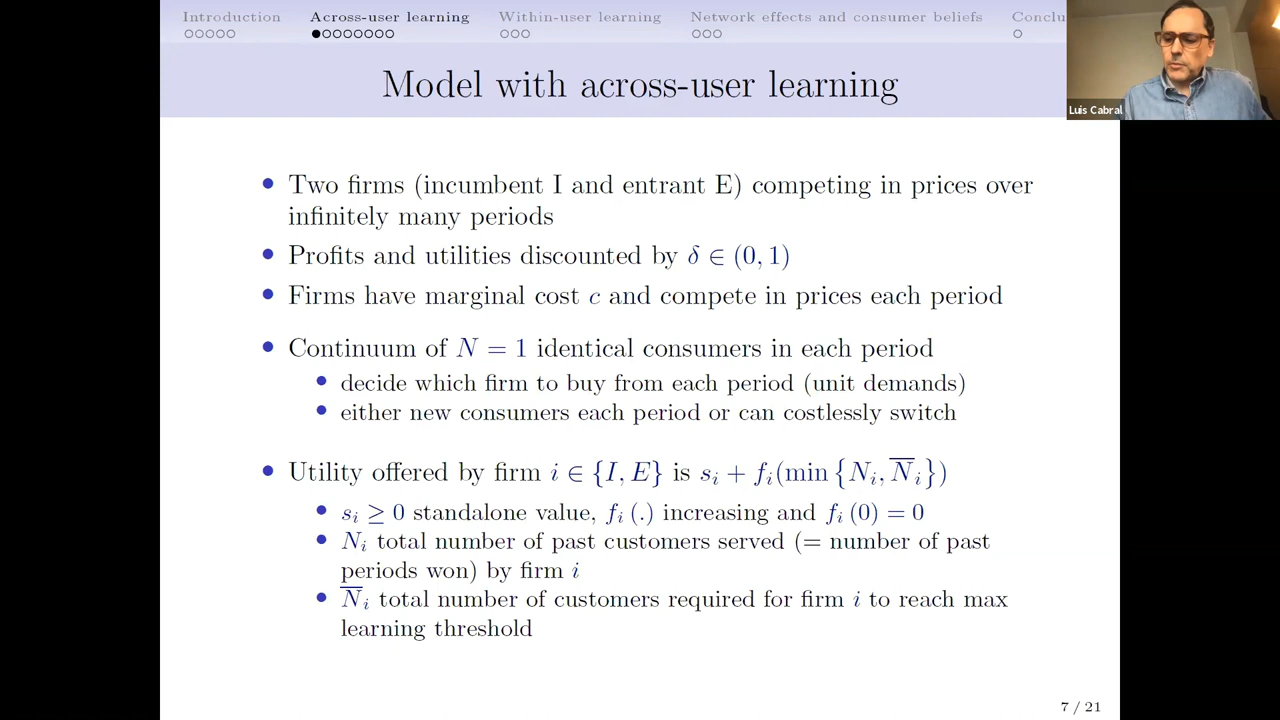 Introduction Across-user learning Within-user learning Network effects and consumer beliefs Conclu
Model with across-user learning
Luis Cabral
• Two firms (incumbent I and entrant E) competing in prices over
infinitely many periods
• Profits and utilities discounted by δ ∈ (0, 1)
• Firms have marginal cost c and compete in prices each period
• Continuum of N = 1 identical consumers in each period
• decide which firm to buy from each period (unit demands)
• either new consumers each period or can costlessly switch
• Utility offered by firm i ∈ {I, E} is s_i + f_i(min {N_i, N̅_i})
• s_i ≥ 0 standalone value, f_i (.) increasing and f_i (0) = 0
• N_i total number of past customers served (= number of past
periods won) by firm i
• N̅_i total number of customers required for firm i to reach max
learning threshold
7 / 21